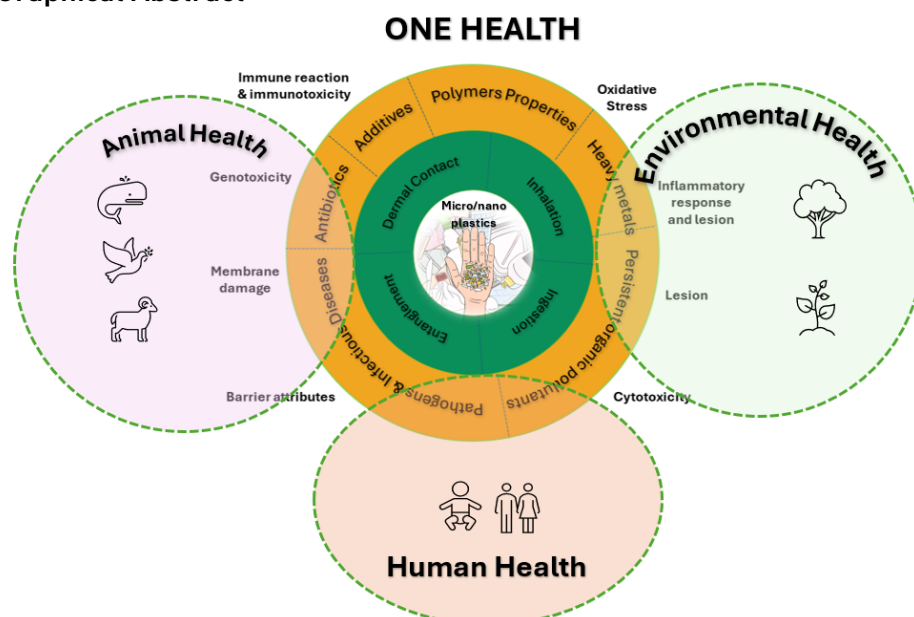 Graphical Abstract
ONE HEALTH
Immune reaction
& immunotoxicity
Oxidative
Stress
Animal Health
Environmental Health
Genotoxicity
Membrane
damage
Barrier attributes
Inflammatory
response
and lesion
Lesion
Cytotoxicity
Additives
Polymers Properties
Heavy metals
Persistent organic pollutants
Pathogens & Infectious Diseases
Antibiotics
Dermal Contact
Inhalation
Ingestion
Entanglement
Micro/nano
plastics
Human Health